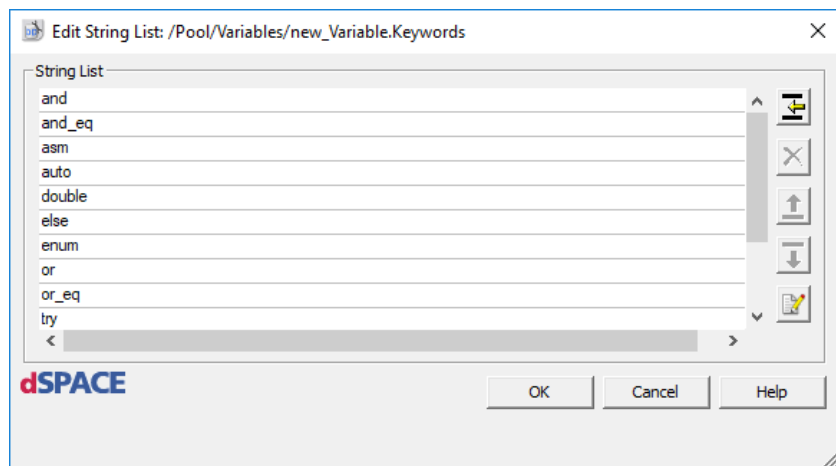 Edit String List: /Pool/Variables/new_Variable.Keywords
String List
and
and_eq
asm
auto
double
else
enum
or
or_eq
try
dSPACE
OK Cancel Help